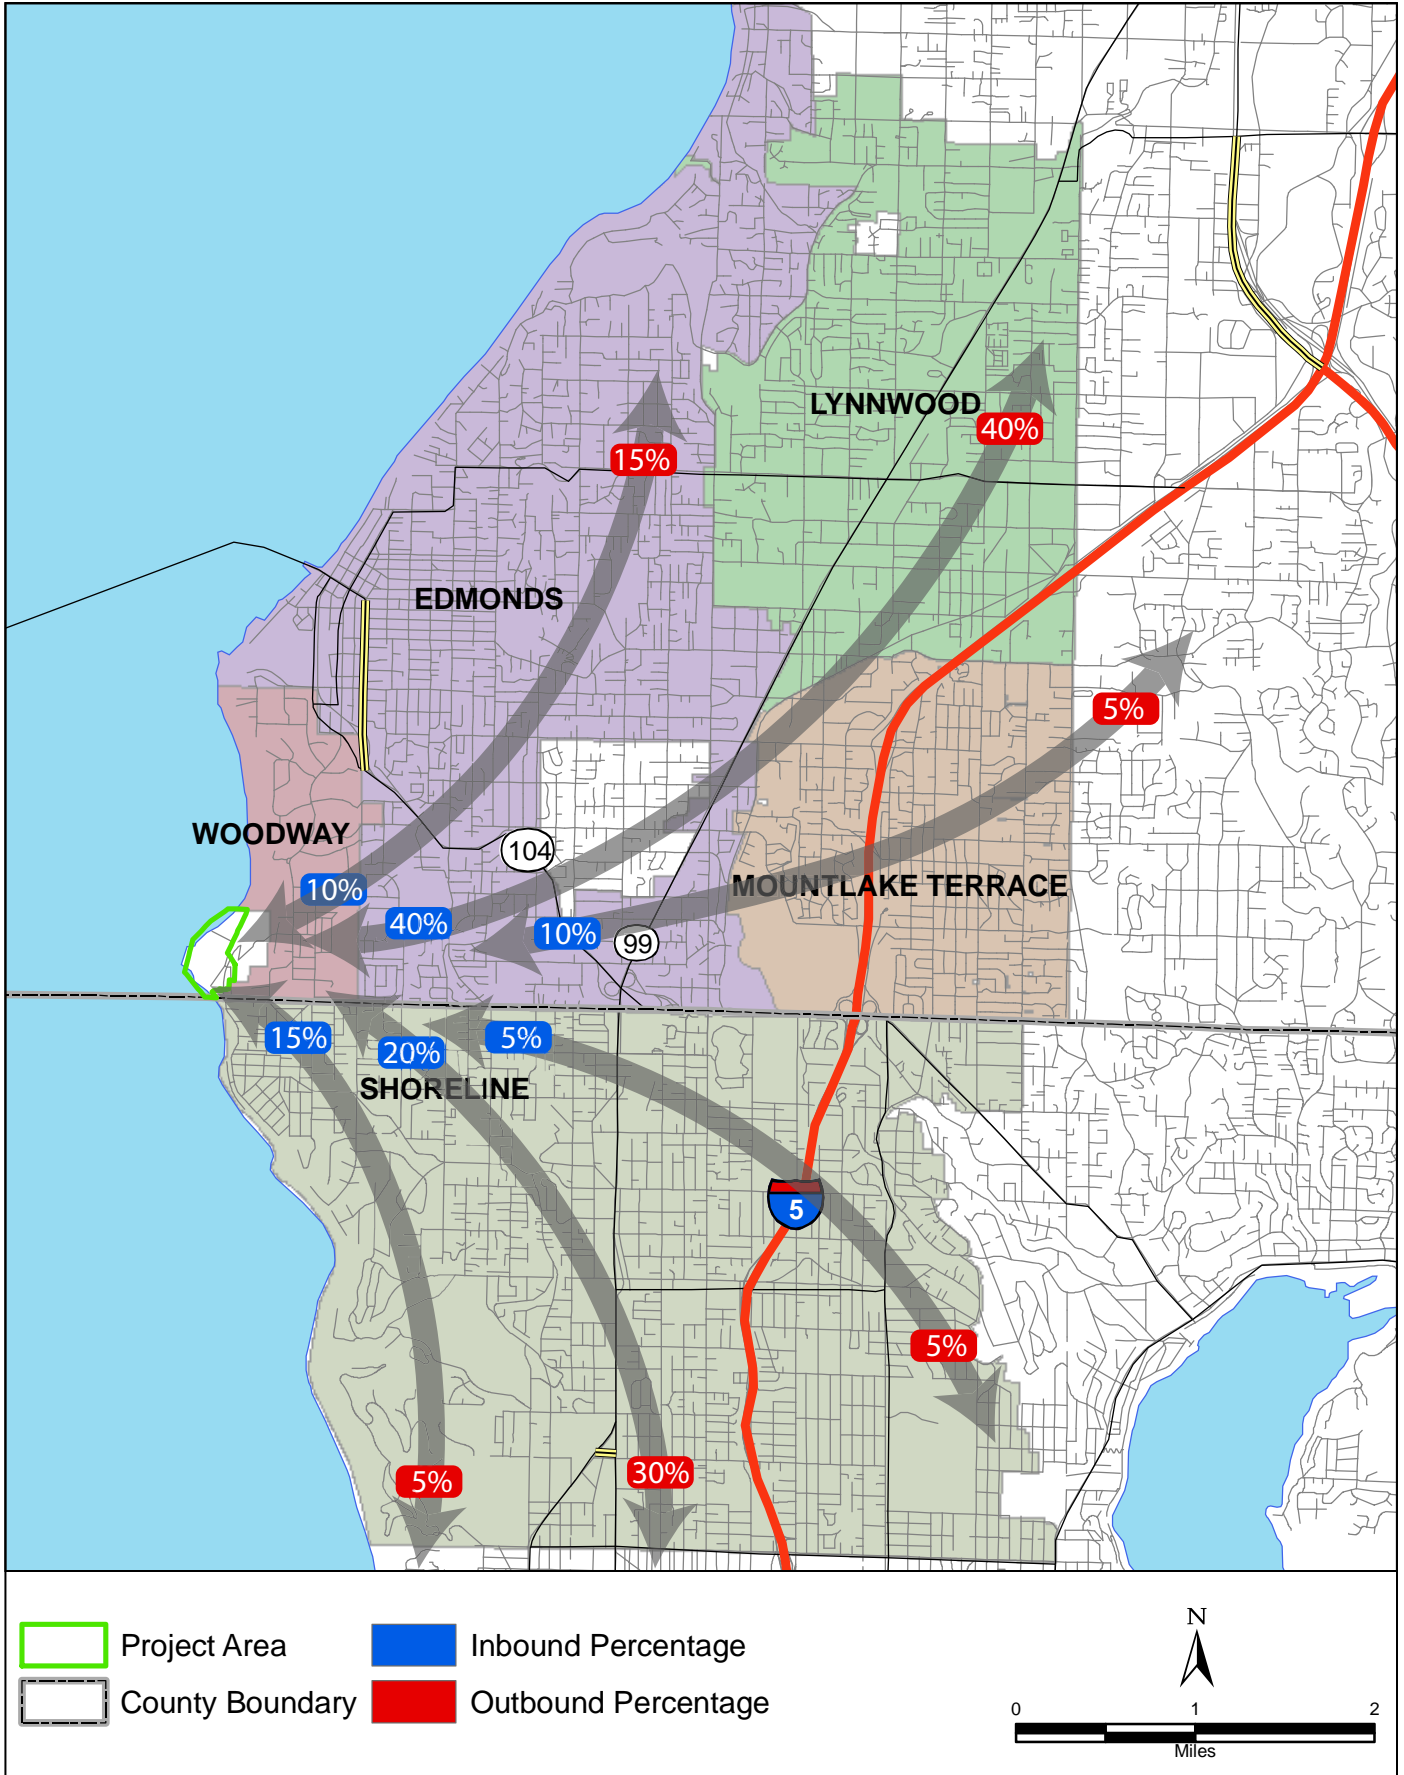 LYNNWOOD
40%
15%
EDMONDS
5%
WOODWAY
104
MOUNTLAKE TERRACE
10%
40%
10%
99
15%
20%
5%
SHORELINE
5
5%
30%
5%
Project Area
Inbound Percentage
County Boundary
Outbound Percentage
N
0 1 2
Miles